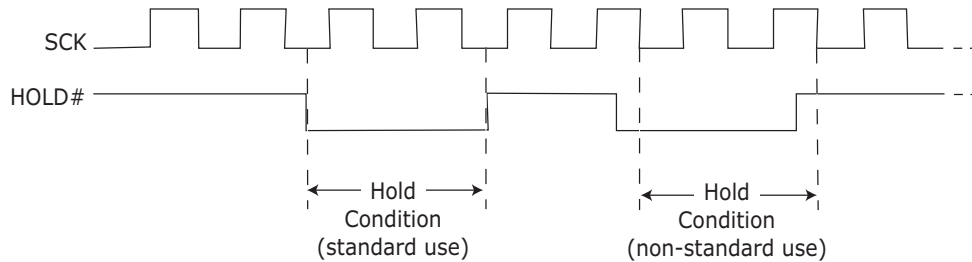 SCK
HOLD#
Hold
Condition
(standard use)
Hold
Condition
(non-standard use)